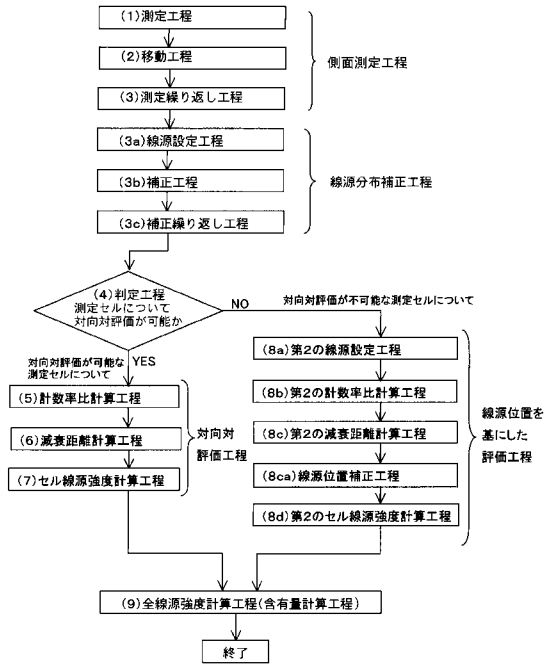 (1)測定工程
(2)移動工程
(3)測定繰り返し工程
側面測定工程
(3a)線源設定工程
(3b)補正工程
(3c)補正繰り返し工程
線源分布補正工程
(4)判定工程
測定セルについて
対向対評価が可能か
NO
対向対評価が不可能な測定セルについて
YES
対向対評価が可能な
測定セルについて
(5)計数率比計算工程
(6)減衰距離計算工程
(7)セル線源強度計算工程
対向対
評価工程
(8a)第2の線源設定工程
(8b)第2の計数率比計算工程
(8c)第2の減衰距離計算工程
(8ca)線源位置補正工程
(8d)第2のセル線源強度計算工程
線源位置を
基にした
評価工程
(9)全線源強度計算工程(含有量計算工程)
終了